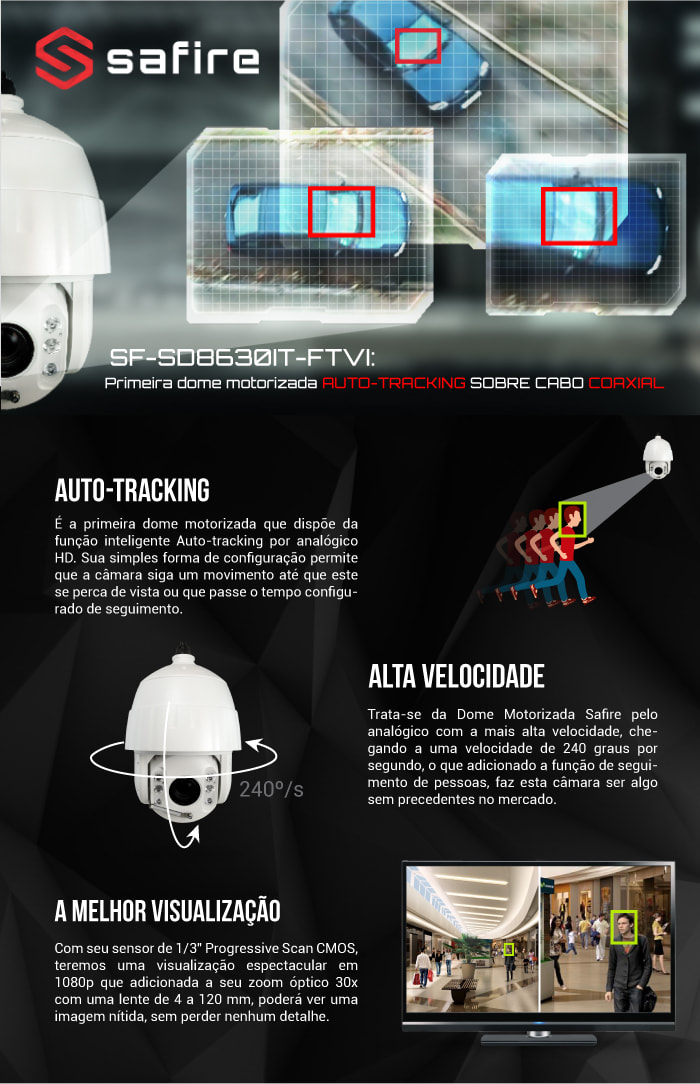 safire
SF-SD8630IT-FTVI:
Primeira dome motorizada AUTO-TRACKING SOBRE CABO COAXIAL
AUTO-TRACKING
É a primeira dome motorizada que dispõe da
função inteligente Auto-tracking por analógico
HD. Sua simples forma de configuração permite
que a câmara siga um movimento até que este
se perca de vista ou que passe o tempo configu-
rado de seguimento.
ALTA VELOCIDADE
Trata-se da Dome Motorizada Safire pelo
analógico com a mais alta velocidade, che-
gando a uma velocidade de 240 graus por
segundo, o que adicionado a função de segui-
mento de pessoas, faz esta câmara ser algo
sem precedentes no mercado.
240º/s
A MELHOR VISUALIZAÇÃO
Com seu sensor de 1/3" Progressive Scan CMOS,
teremos uma visualização espectacular em
1080p que adicionada a seu zoom óptico 30x
com uma lente de 4 a 120 mm, poderá ver uma
imagem nítida, sem perder nenhum detalhe.